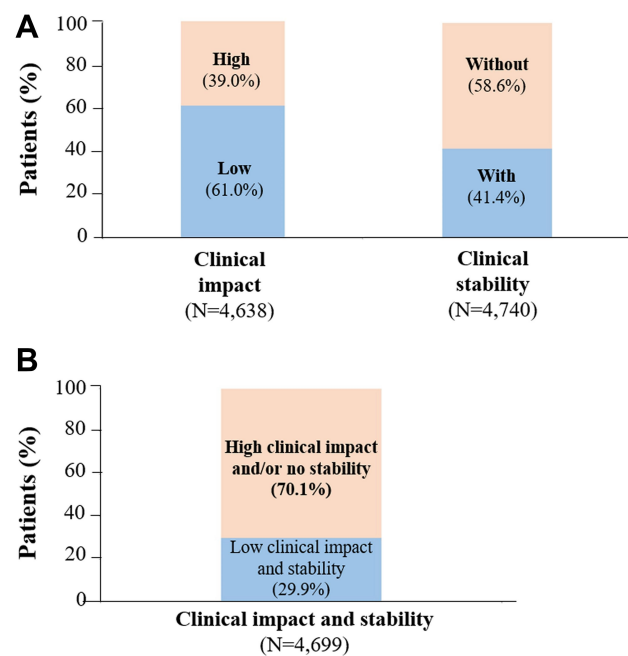 A
Patients (%)
100
80
60
40
20
0
High
(39.0%)
Low
(61.0%)
Without
(58.6%)
With
(41.4%)
Clinical
impact
(N=4,638)
Clinical
stability
(N=4,740)
B
Patients (%)
100
80
60
40
20
0
High clinical impact
and/or no stability
(70.1%)
Low clinical impact
and stability
(29.9%)
Clinical impact and stability
(N=4,699)